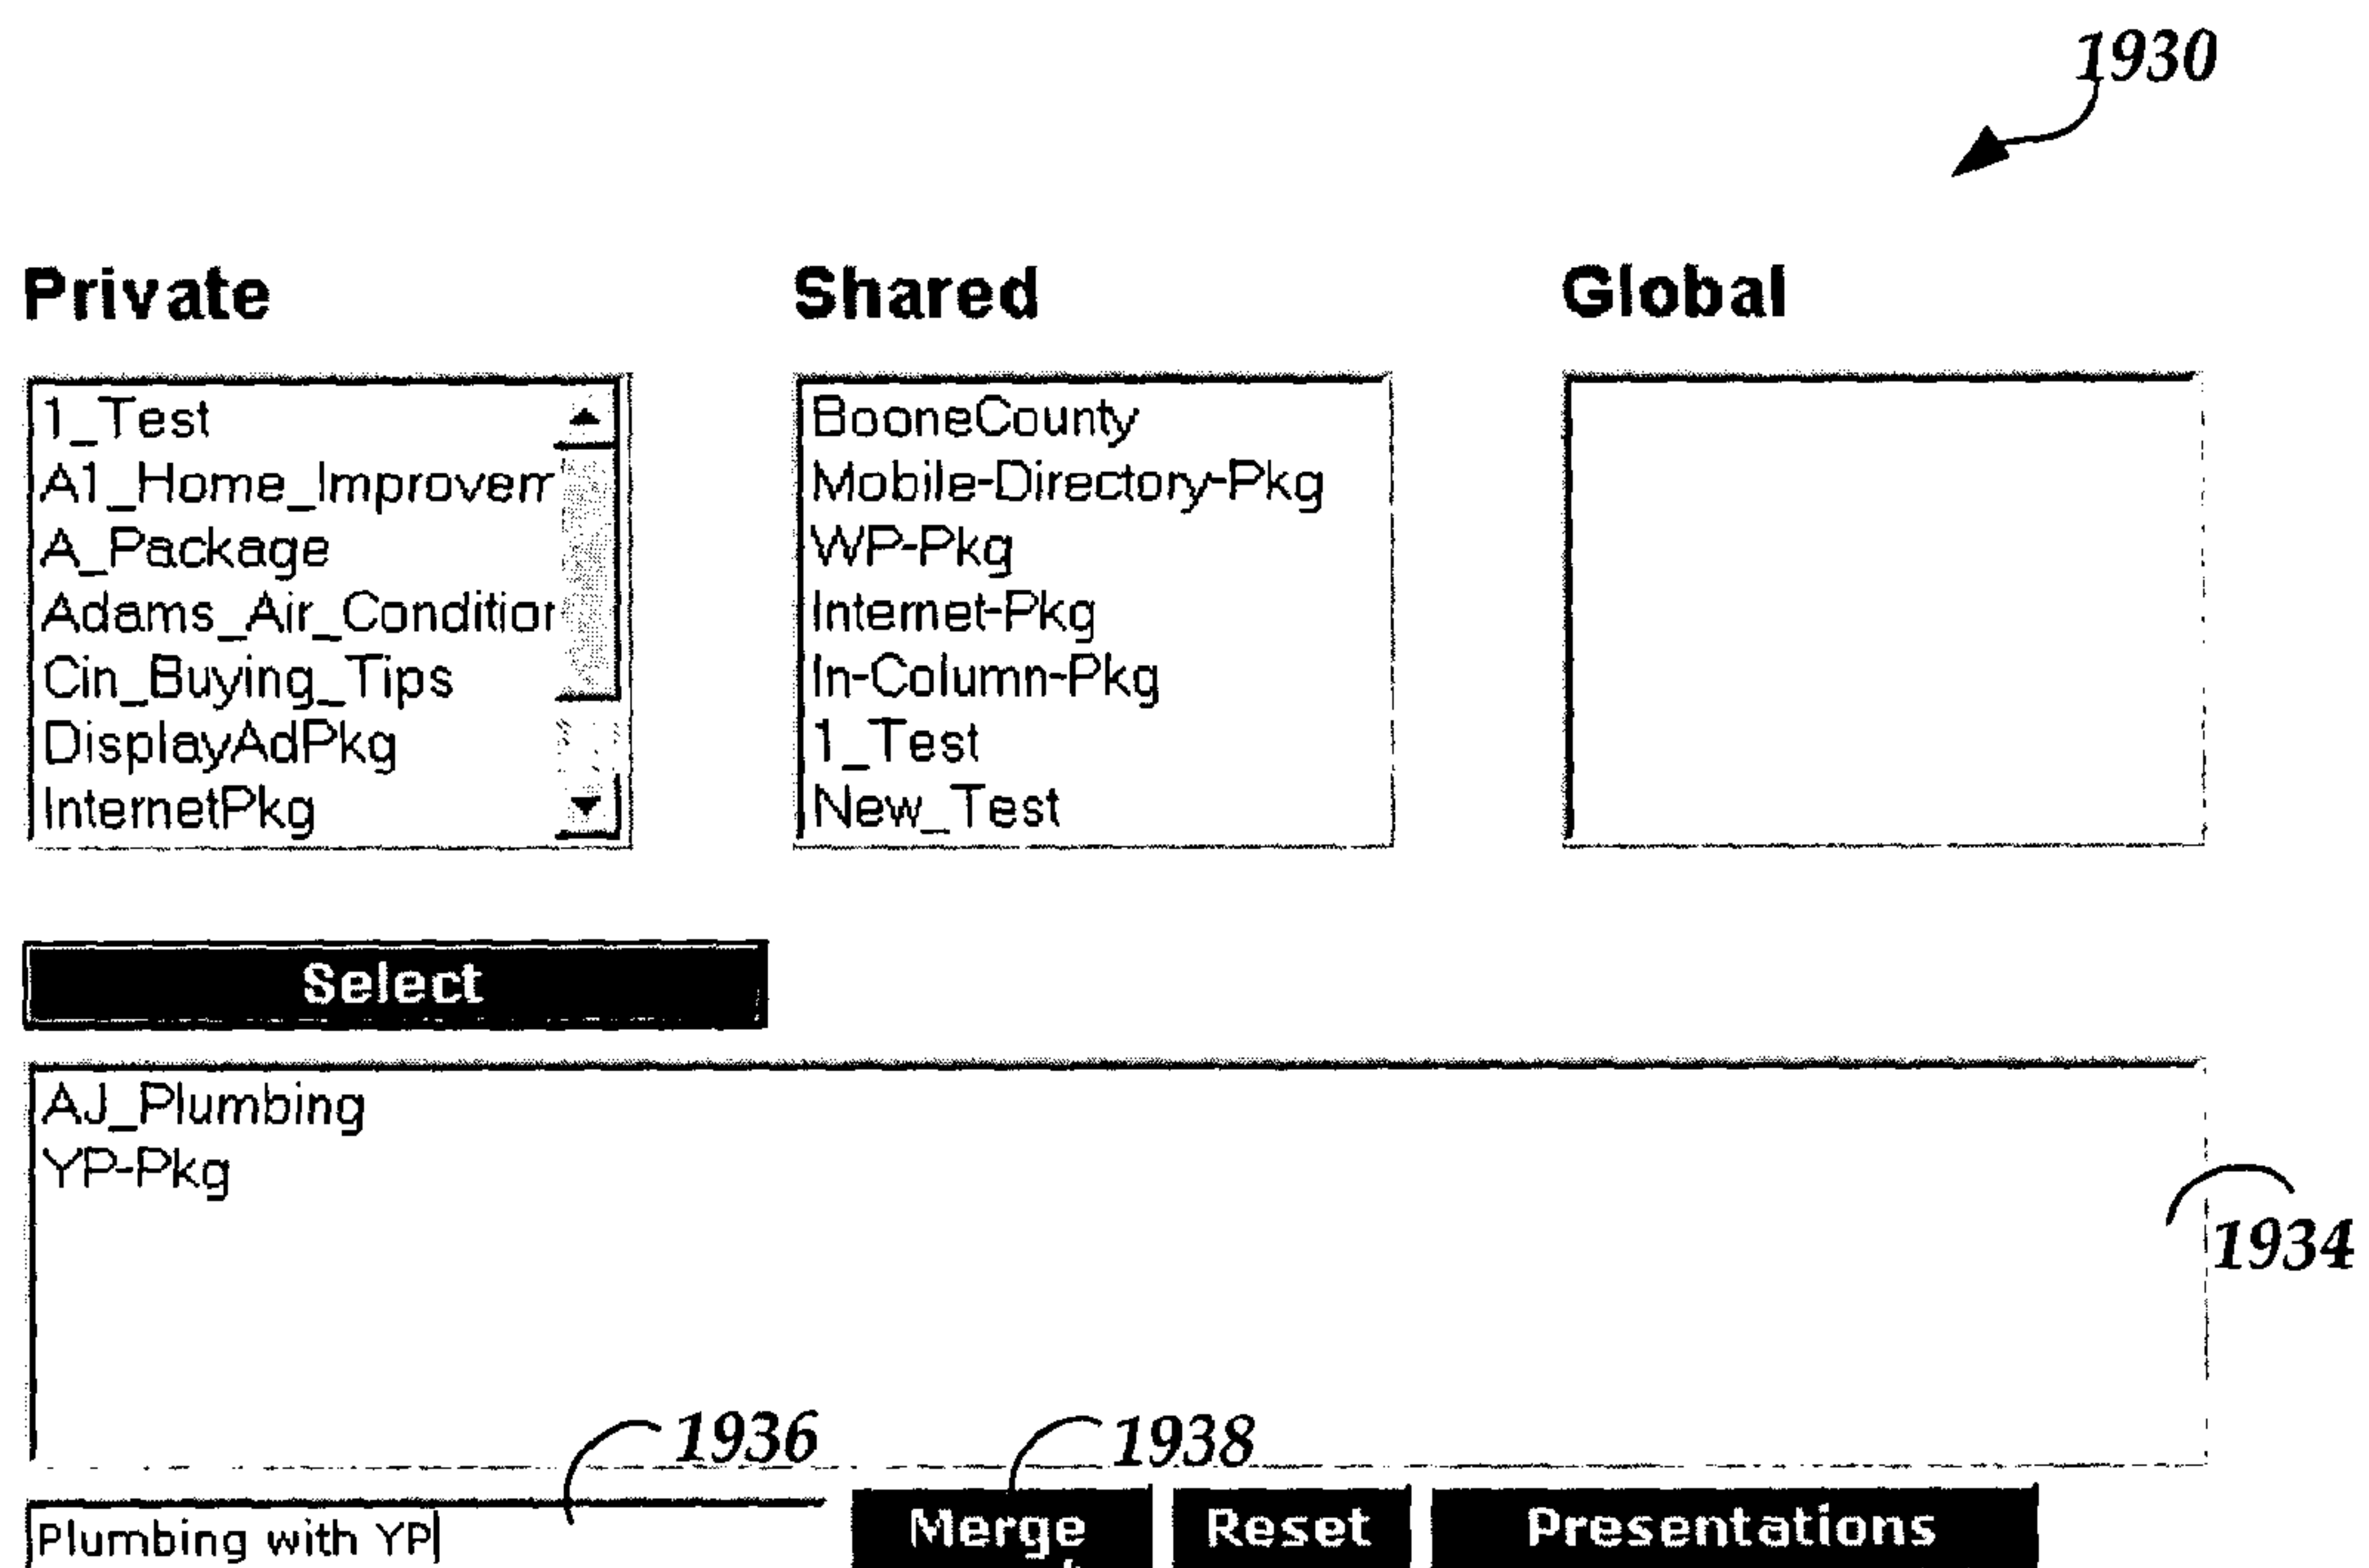 1930
Private Shared Global
1_Test
A1_Home_Improvem
A_Package
Adams_Air_Condition
Cin_Buying_Tips
DisplayAdPkg
InternetPkg
BooneCounty
Mobile-Directory-Pkg
WP-Pkg
Internet-Pkg
In-Column-Pkg
1_Test
New_Test
Select
AJ_Plumbing
YP-Pkg
1934
1936 1938
Plumbing with YP Merge Reset Presentations